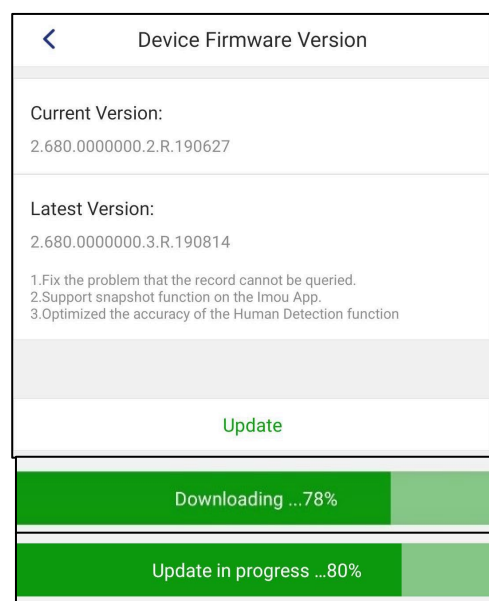 Device Firmware Version
Current Version:
2.680.0000000.2.R.190627
Latest Version:
2.680.0000000.3.R.190814
1.Fix the problem that the record cannot be queried.
2.Support snapshot function on the Imou App.
3.Optimized the accuracy of the Human Detection function
Update
Downloading ...78%
Update in progress ...80%